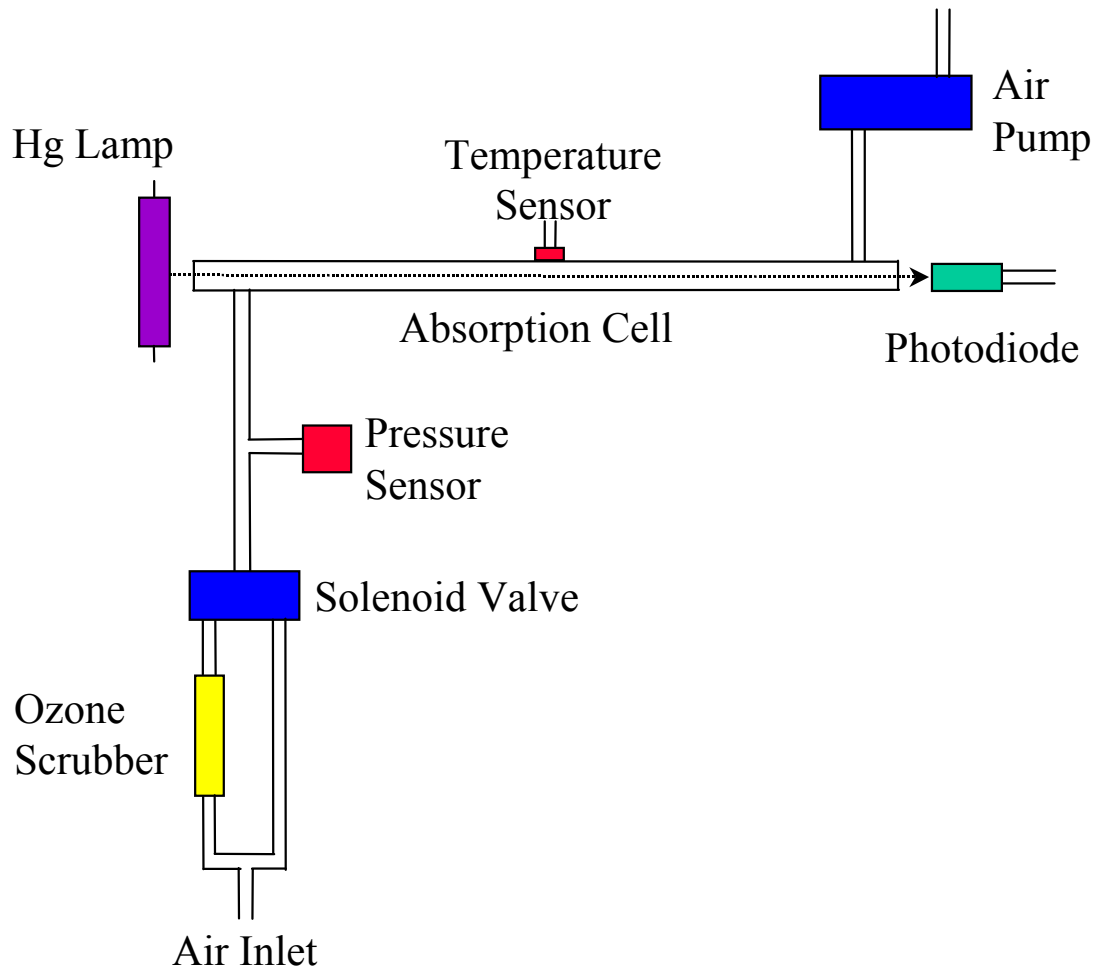 Air
Pump
Hg Lamp
Temperature
Sensor
Absorption Cell
Photodiode
Pressure
Sensor
Solenoid Valve
Ozone
Scrubber
Air Inlet